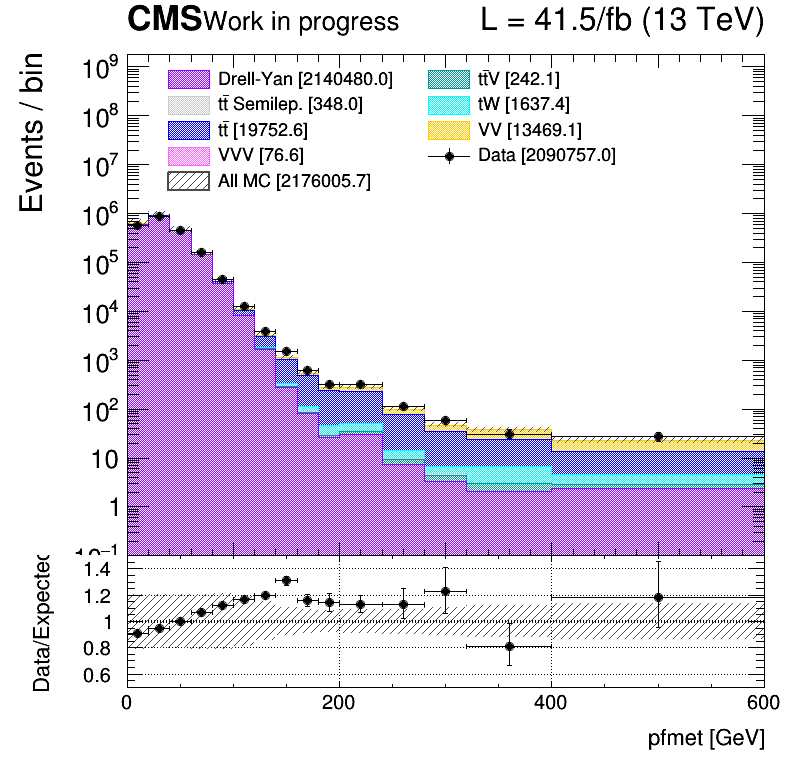 CMS Work in progress L = 41.5/fb (13 TeV)
Events / bin
Drell-Yan [2140480.0] tt̄V [242.1]
tt̄ Semilep. [348.0] tW [1637.4]
tt̄ [19752.6] VV [13469.1]
VVV [76.6] Data [2090757.0]
All MC [2176005.7]
10⁹
10⁸
10⁷
10⁶
10⁵
10⁴
10³
10²
10
1
10⁻¹
Data/Expected
1.4
1.2
1
0.8
0.6
0 200 400 600
pfmet [GeV]